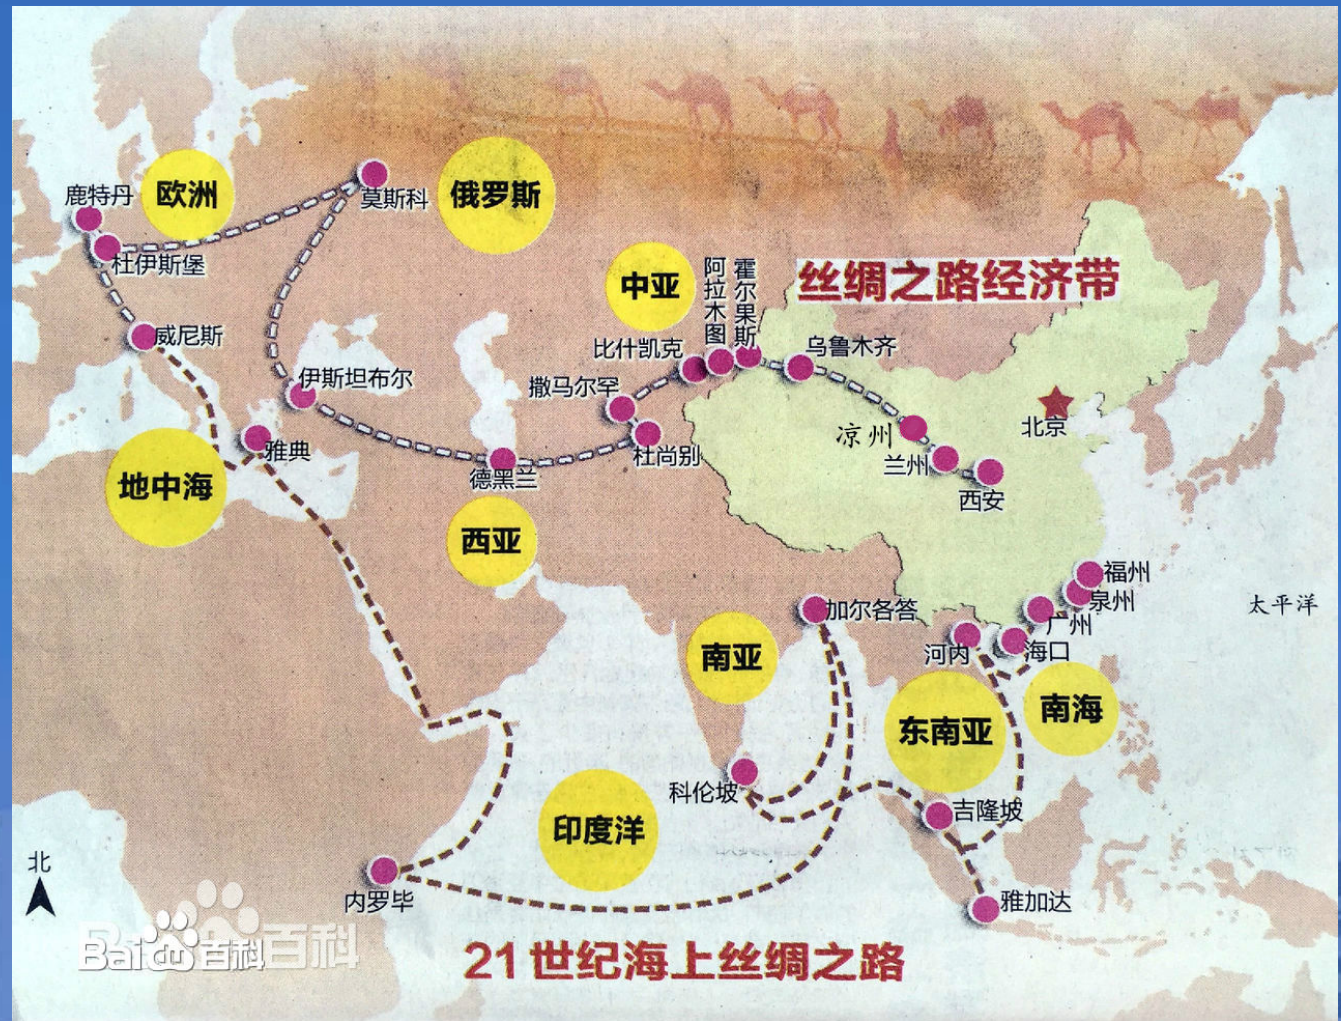 鹿特丹
欧洲
莫斯科
俄罗斯
杜伊斯堡
中亚
阿拉木图
霍尔果斯
丝绸之路经济带
威尼斯
比什凯克
乌鲁木齐
伊斯坦布尔
撒马尔罕
北京
凉州
雅典
杜尚别
兰州
地中海
德黑兰
西安
西亚
福州
泉州
太平洋
加尔各答
广州
河内
海口
南亚
南海
东南亚
科伦坡
吉隆坡
印度洋
北
内罗毕
雅加达
Bai百科
百科
21世纪海上丝绸之路